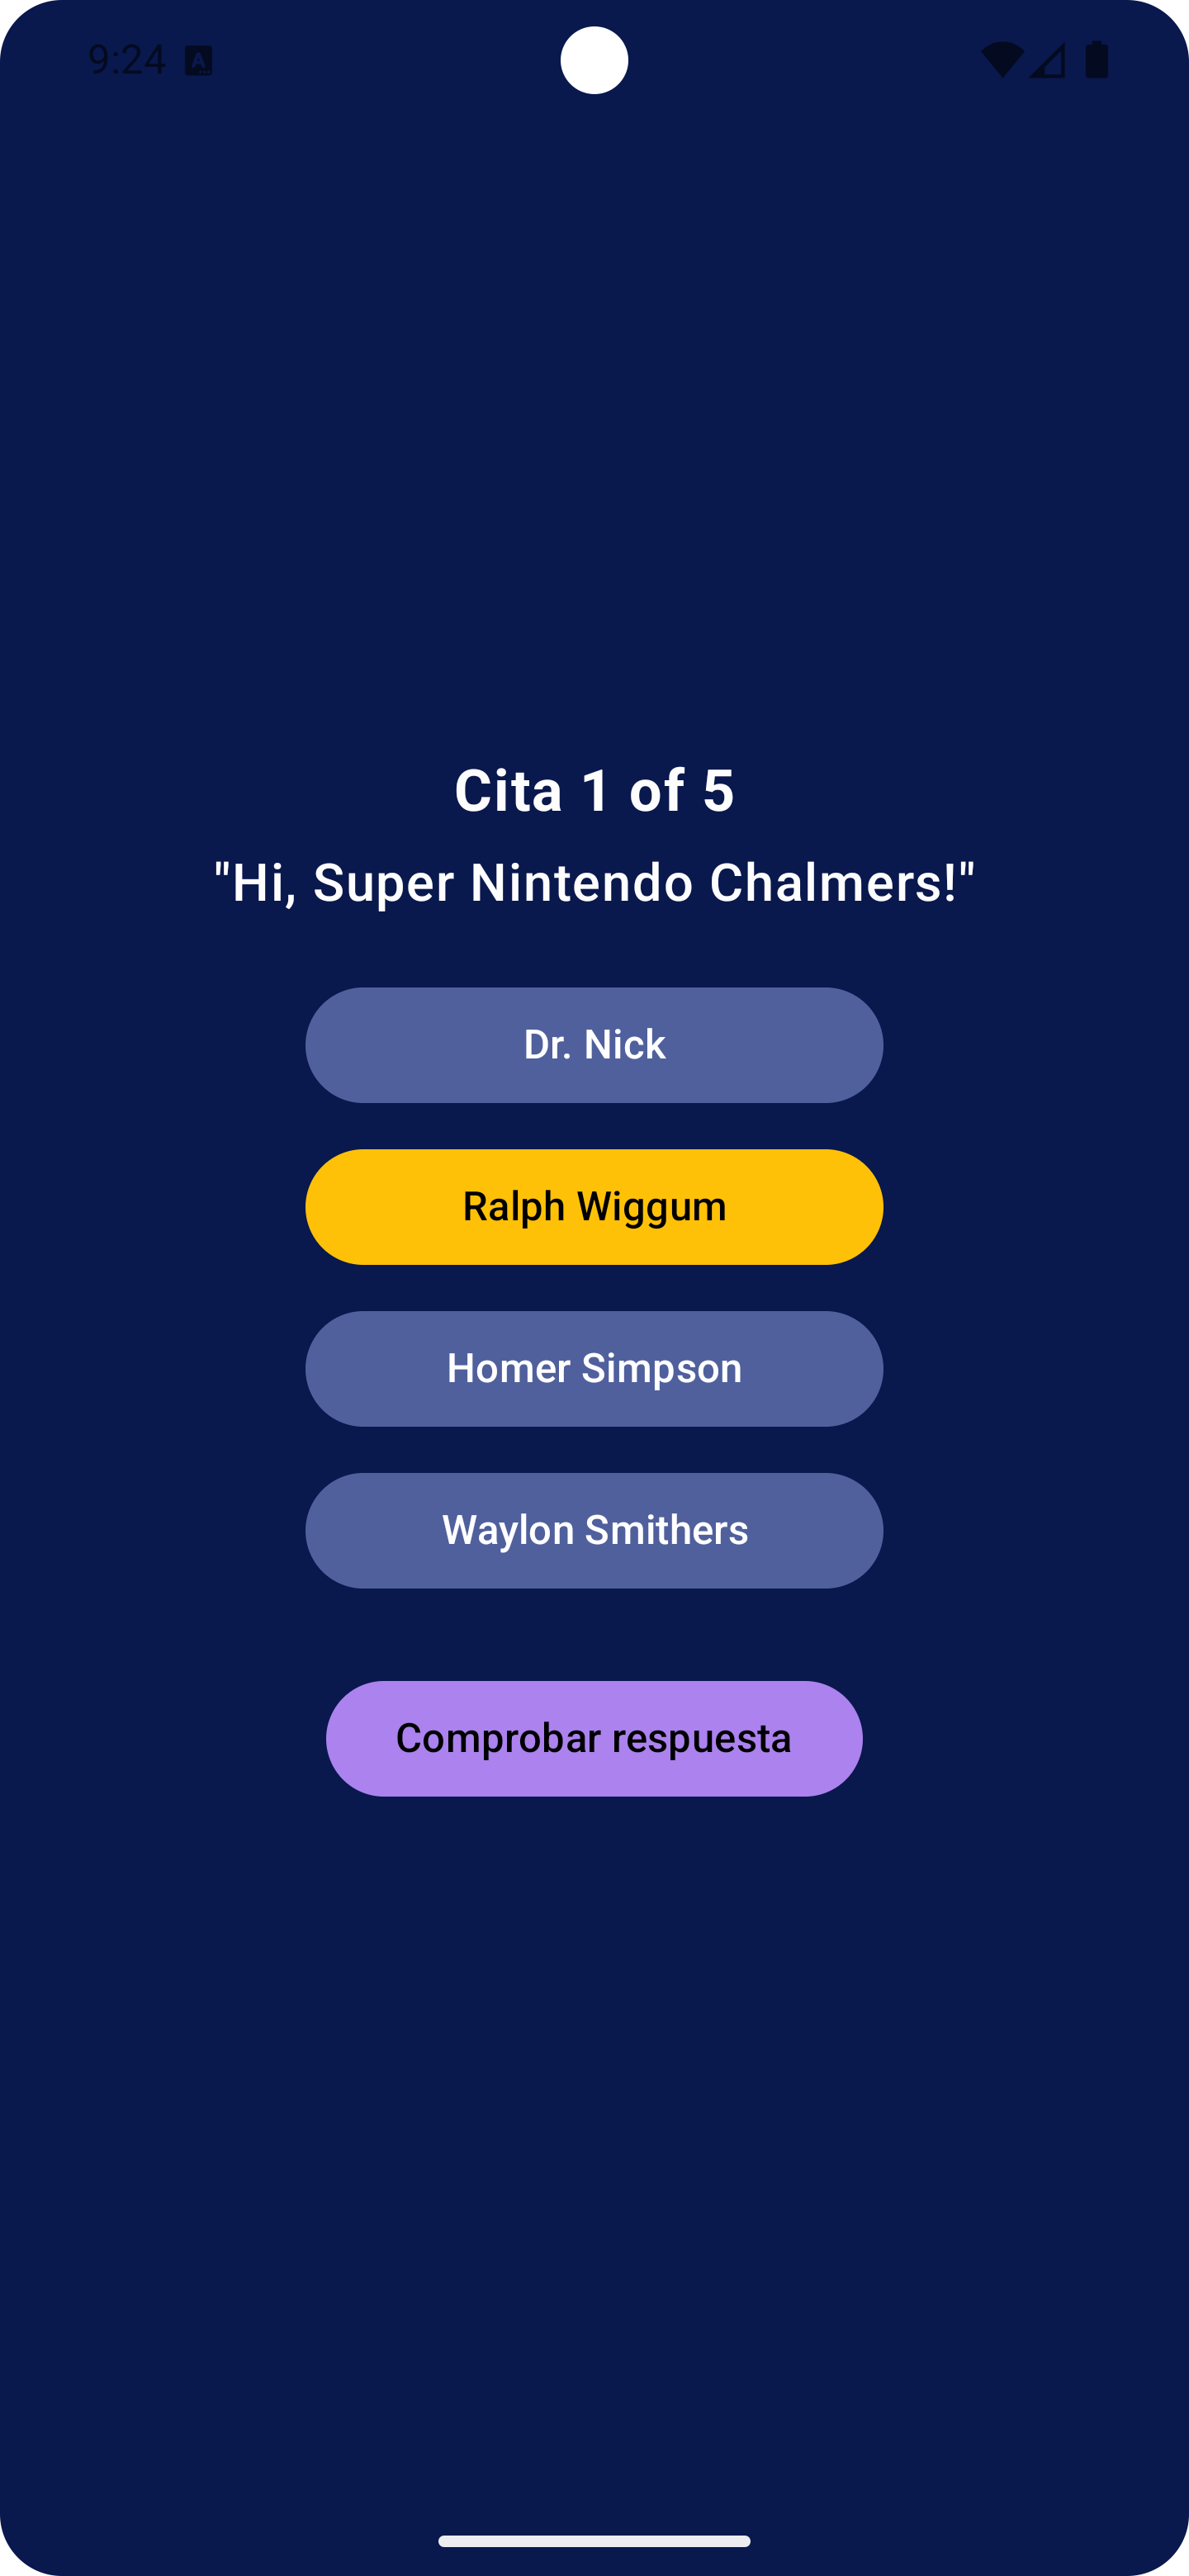 9:24
Cita 1 of 5
"Hi, Super Nintendo Chalmers!"
Dr. Nick
Ralph Wiggum
Homer Simpson
Waylon Smithers
Comprobar respuesta